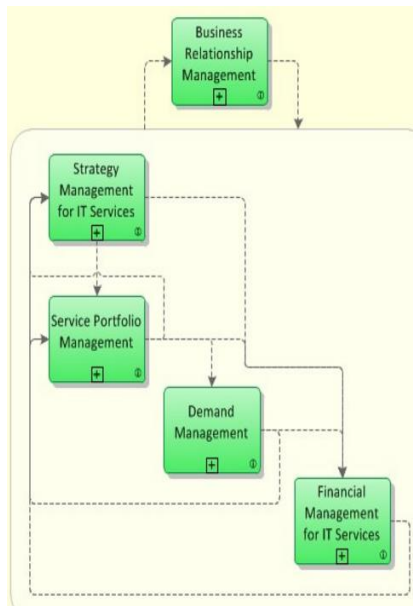 Business
Relationship
Management
Strategy
Management
for IT Services
Service Portfolio
Management
Demand
Management
Financial
Management
for IT Services